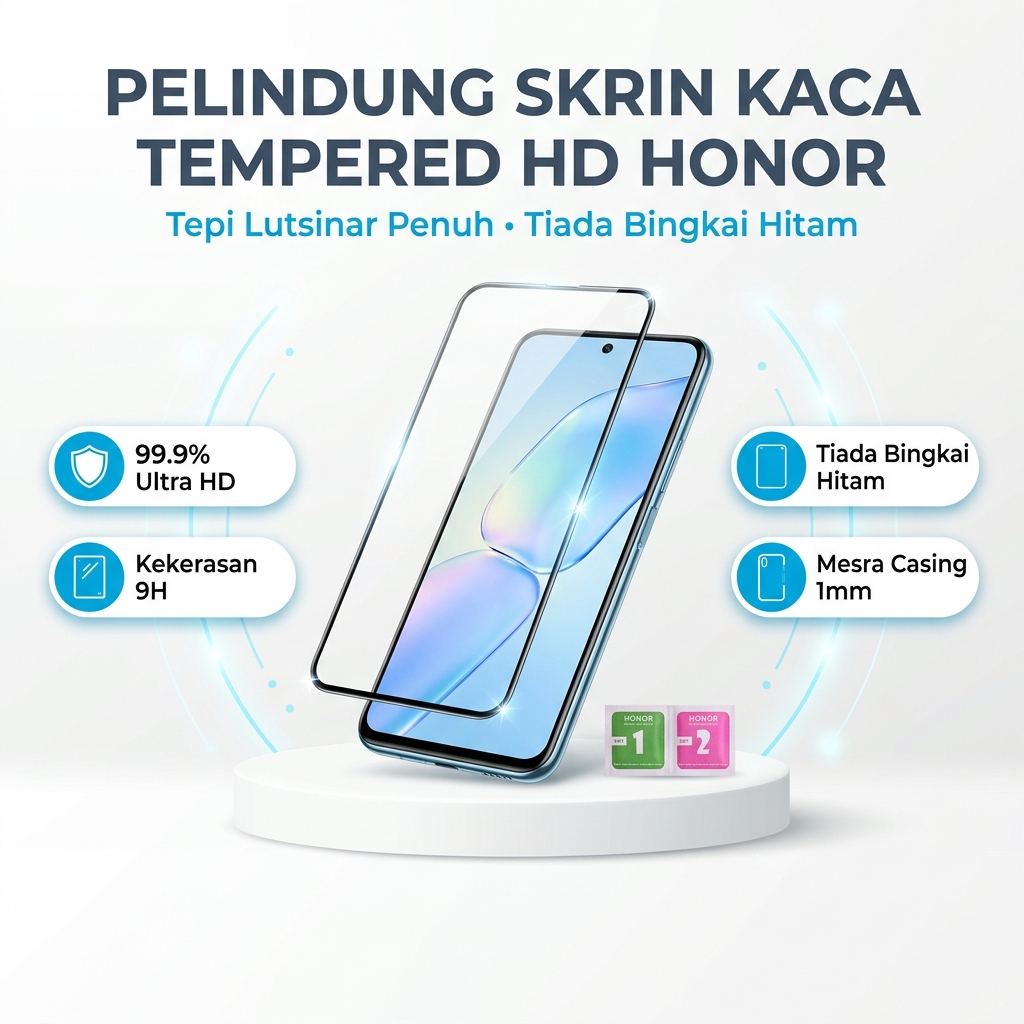 PELINDUNG SKRIN KACA
TEMPERED HD HONOR
Tepi Lutsinar Penuh • Tiada Bingkai Hitam
99.9%
Ultra HD
Kekerasan
9H
Tiada Bingkai
Hitam
Mesra Casing
1mm
HONOR
1
HONOR
2